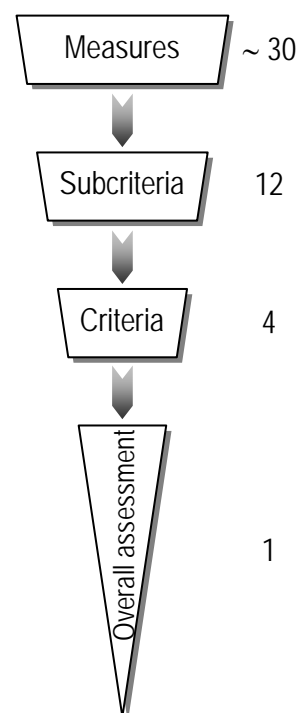 Measures ~ 30
Subcriteria 12
Criteria 4
Overall assessment 1